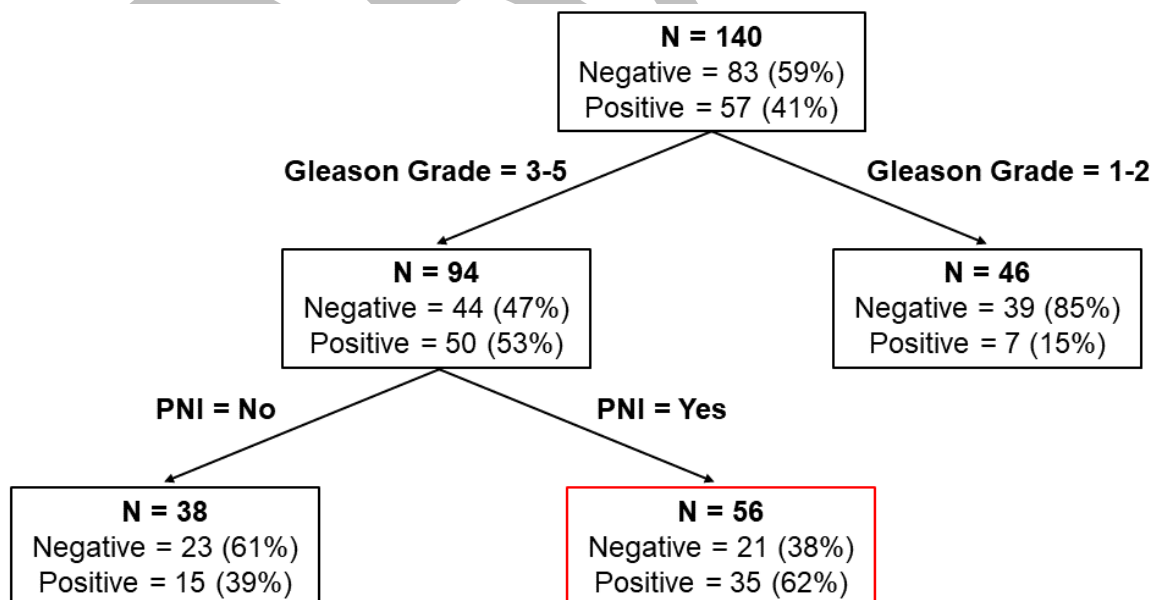 N = 140
Negative = 83 (59%)
Positive = 57 (41%)
Gleason Grade = 3-5
Gleason Grade = 1-2
N = 94
Negative = 44 (47%)
Positive = 50 (53%)
N = 46
Negative = 39 (85%)
Positive = 7 (15%)
PNI = No
PNI = Yes
N = 38
Negative = 23 (61%)
Positive = 15 (39%)
N = 56
Negative = 21 (38%)
Positive = 35 (62%)